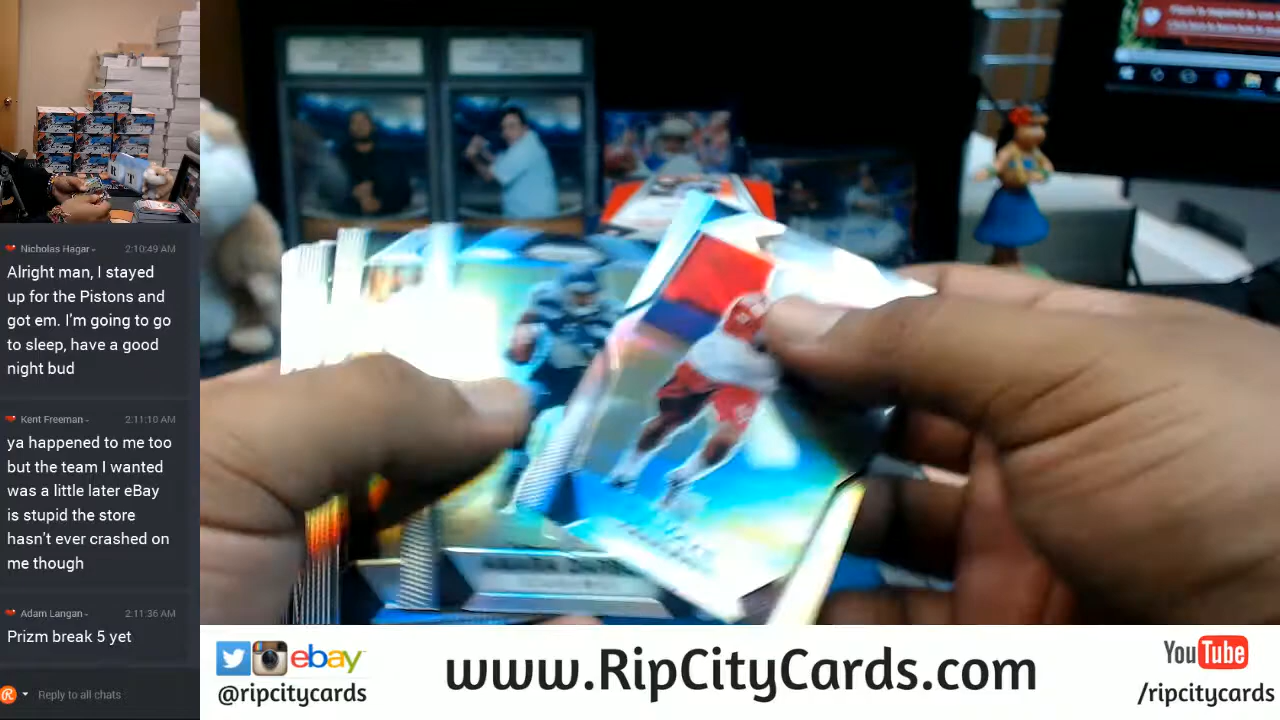 Nicholas Hagar
2:10:49 AM
Alright man, I stayed
up for the Pistons and
got em. I'm going to go
to sleep, have a good
night bud
Kent Freeman
2:11:10 AM
ya happened to me too
but the team I wanted
was a little later eBay
is stupid the store
hasn't ever crashed on
me though
Adam Langan
2:11:36 AM
Prizm break 5 yet
Reply to all chats
ebay
@ripcitycards
www.RipCityCards.com
YouTube
/ripcitycards